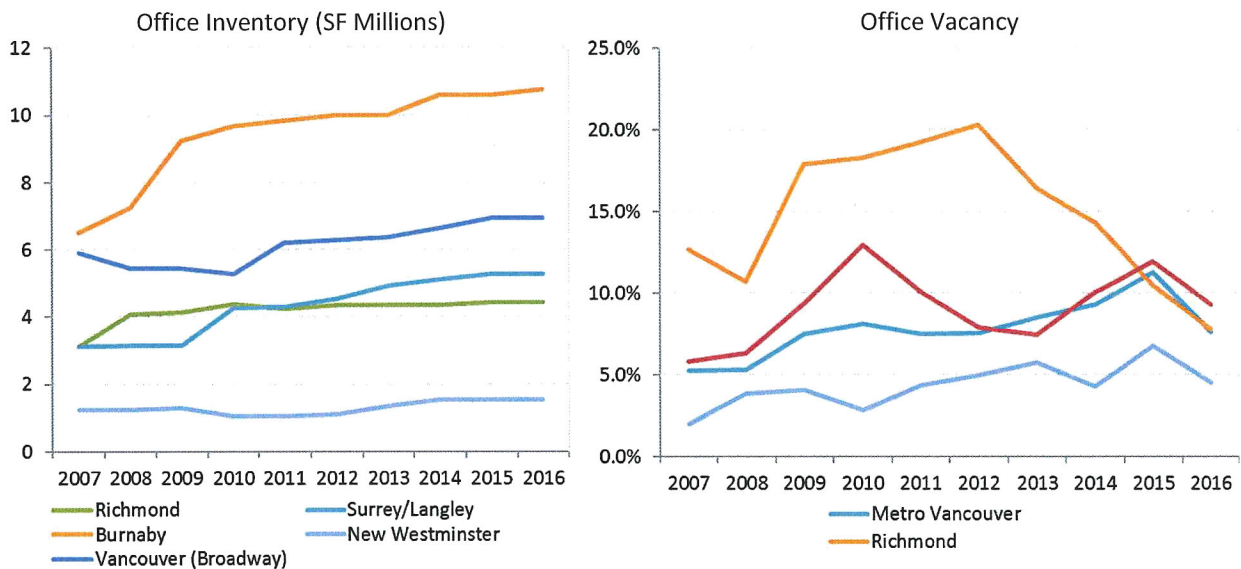 Office Inventory (SF Millions)
12
10
8
6
4
2
0
2007 2008 2009 2010 2011 2012 2013 2014 2015 2016
Richmond
Surrey/Langley
Burnaby
New Westminster
Vancouver (Broadway)
Office Vacancy
25.0%
20.0%
15.0%
10.0%
5.0%
0.0%
2007 2008 2009 2010 2011 2012 2013 2014 2015 2016
Metro Vancouver
Richmond